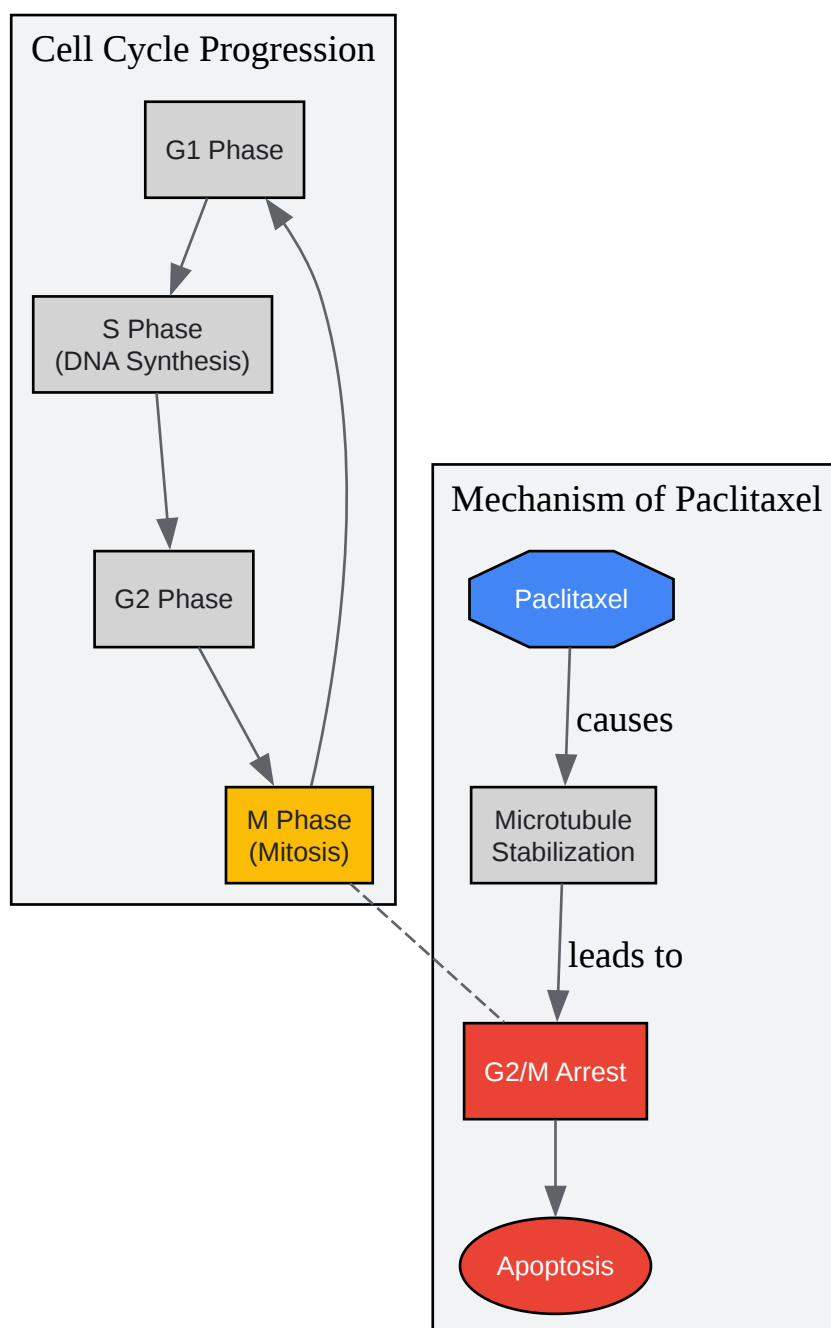 Cell Cycle Progression
G1 Phase
S Phase
(DNA Synthesis)
G2 Phase
M Phase
(Mitosis)
Mechanism of Paclitaxel
Paclitaxel
causes
Microtubule
Stabilization
leads to
G2/M Arrest
Apoptosis